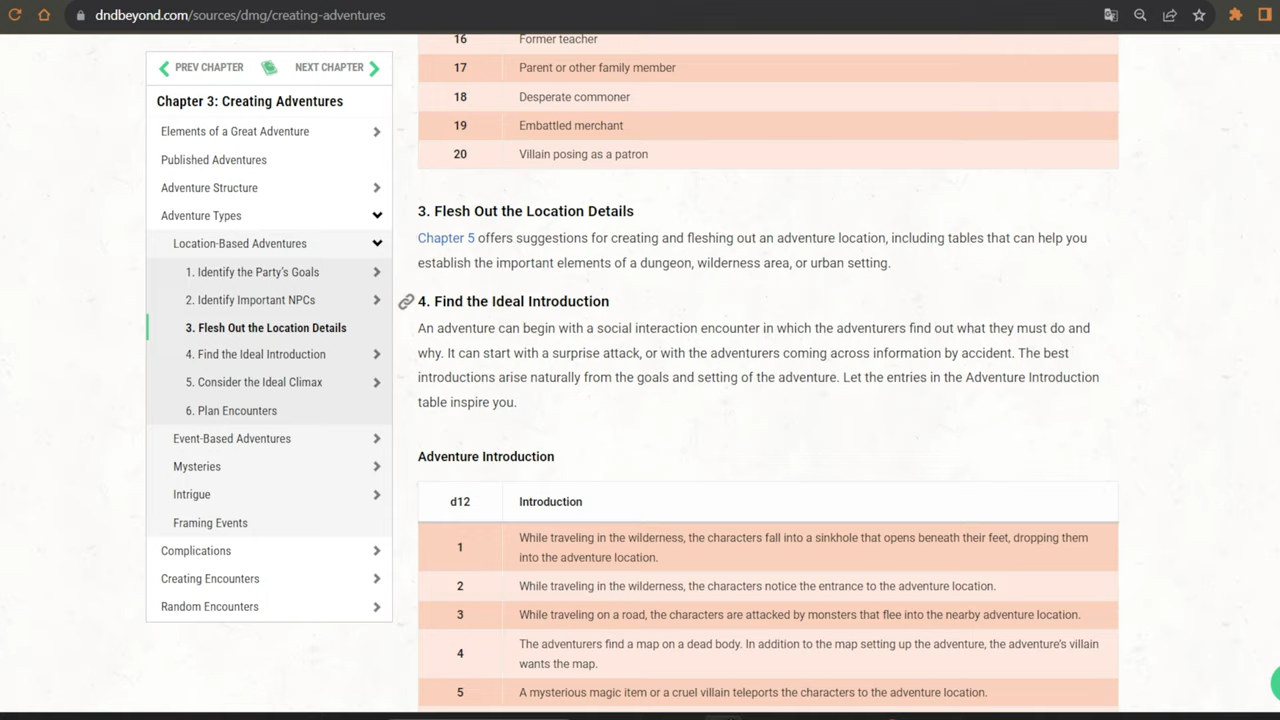 dndbeyond.com/sources/dmg/creating-adventures
PREV CHAPTER
NEXT CHAPTER
Chapter 3: Creating Adventures
Elements of a Great Adventure
Published Adventures
Adventure Structure
Adventure Types
Location-Based Adventures
1. Identify the Party's Goals
2. Identify Important NPCs
3. Flesh Out the Location Details
4. Find the Ideal Introduction
5. Consider the Ideal Climax
6. Plan Encounters
Event-Based Adventures
Mysteries
Intrigue
Framing Events
Complications
Creating Encounters
Random Encounters
16 Former teacher
17 Parent or other family member
18 Desperate commoner
19 Embattled merchant
20 Villain posing as a patron
3. Flesh Out the Location Details
Chapter 5 offers suggestions for creating and fleshing out an adventure location, including tables that can help you
establish the important elements of a dungeon, wilderness area, or urban setting.
4. Find the Ideal Introduction
An adventure can begin with a social interaction encounter in which the adventurers find out what they must do and
why. It can start with a surprise attack, or with the adventurers coming across information by accident. The best
introductions arise naturally from the goals and setting of the adventure. Let the entries in the Adventure Introduction
table inspire you.
Adventure Introduction
d12 Introduction
1 While traveling in the wilderness, the characters fall into a sinkhole that opens beneath their feet, dropping them
into the adventure location.
2 While traveling in the wilderness, the characters notice the entrance to the adventure location.
3 While traveling on a road, the characters are attacked by monsters that flee into the nearby adventure location.
4 The adventurers find a map on a dead body. In addition to the map setting up the adventure, the adventure's villain
wants the map.
5 A mysterious magic item or a cruel villain teleports the characters to the adventure location.